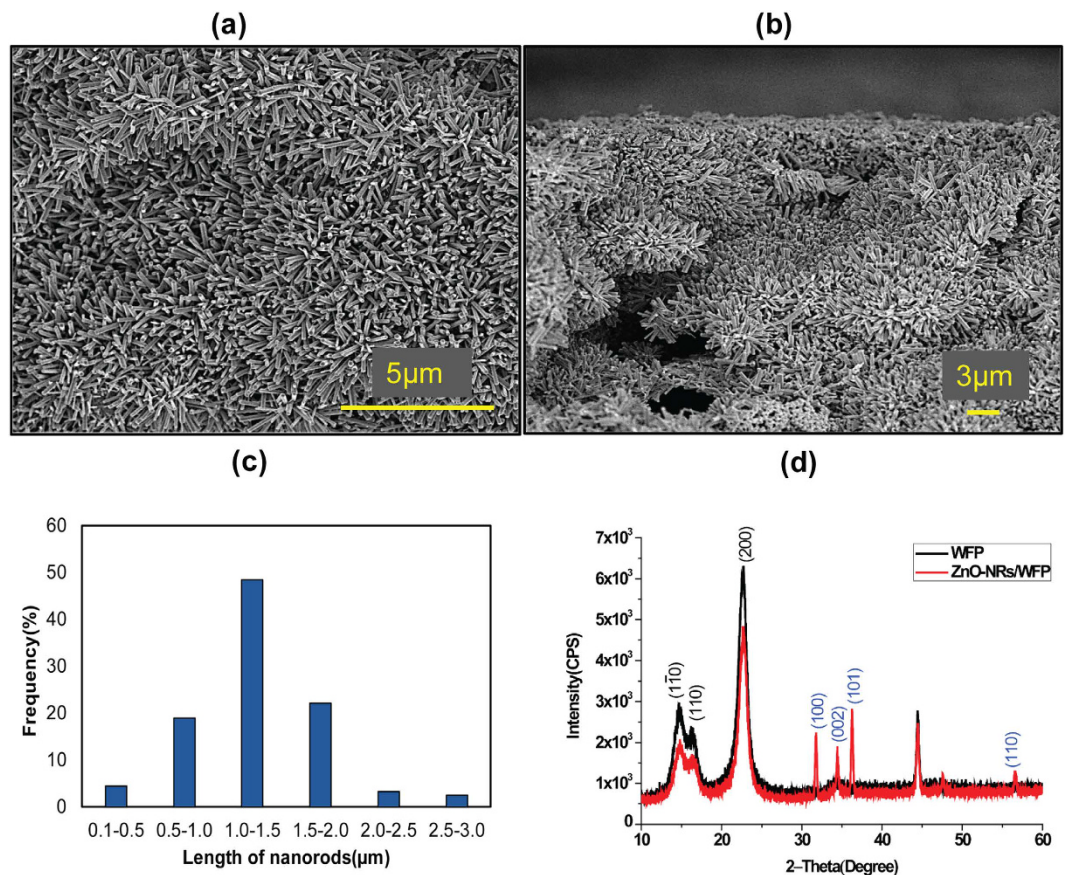 (a)
(b)
5µm
3µm
(c)
(d)
60
50
40
30
20
10
0
Frequency(%)
0.1-0.5 0.5-1.0 1.0-1.5 1.5-2.0 2.0-2.5 2.5-3.0
Length of nanorods(µm)
7x10³
6x10³
5x10³
4x10³
3x10³
2x10³
1x10³
0
Intensity(CPS)
(11̄0)
(110)
(200)
(100)
(002)
(101)
(110)
WFP
ZnO-NRs/WFP
10 20 30 40 50 60
2–Theta(Degree)